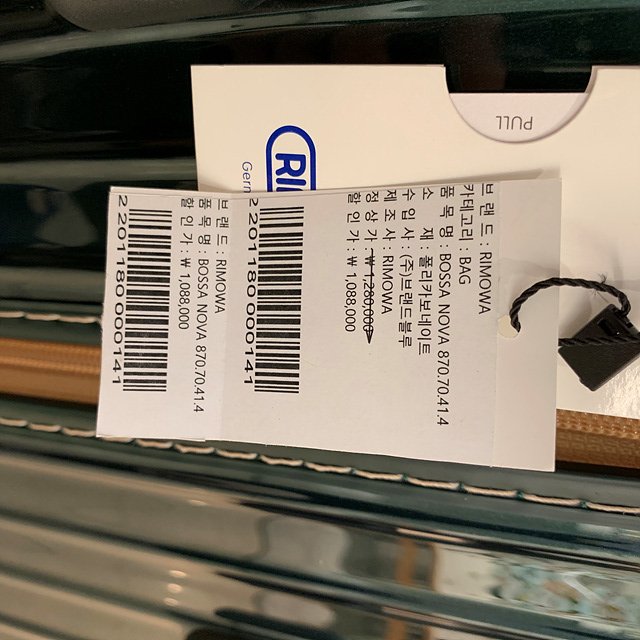 브 랜 드 : RIMOWA
카테고리 : BAG
품 목 명 : BOSSA NOVA 870.70.41.4
소 재 : 폴리카보네이트
수 입 사 : (주)브랜드블루
제 조 사 : RIMOWA
정 상 가 : ₩ 1,280,000
할 인 가 : ₩ 1,088,000
2201180000141
브 랜 드 : RIMOWA
품 목 명 : BOSSA NOVA 870.70.41.4
할 인 가 : ₩ 1,088,000
2201180000141
PULL